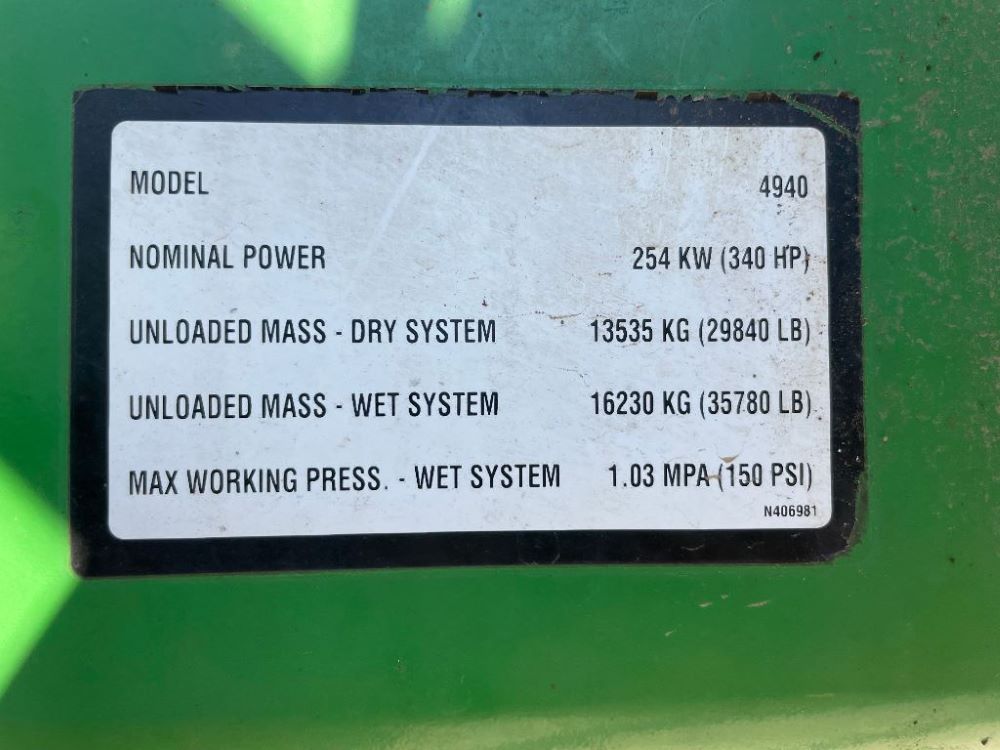 MODEL 4940
NOMINAL POWER 254 KW (340 HP)
UNLOADED MASS - DRY SYSTEM 13535 KG (29840 LB)
UNLOADED MASS - WET SYSTEM 16230 KG (35780 LB)
MAX WORKING PRESS. - WET SYSTEM 1.03 MPA (150 PSI)
N406981